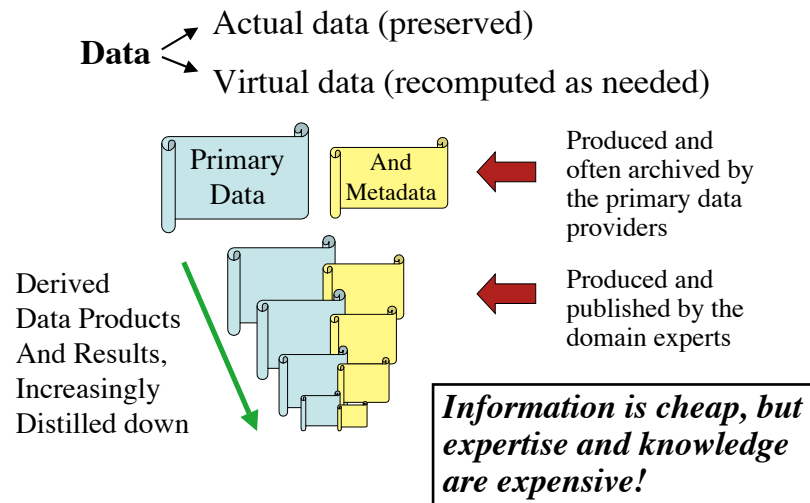 Actual data (preserved)
Data
Virtual data (recomputed as needed)
Primary
Data
And
Metadata
Produced and
often archived by
the primary data
providers
Derived
Data Products
And Results,
Increasingly
Distilled down
Produced and
published by the
domain experts
Information is cheap, but
expertise and knowledge
are expensive!